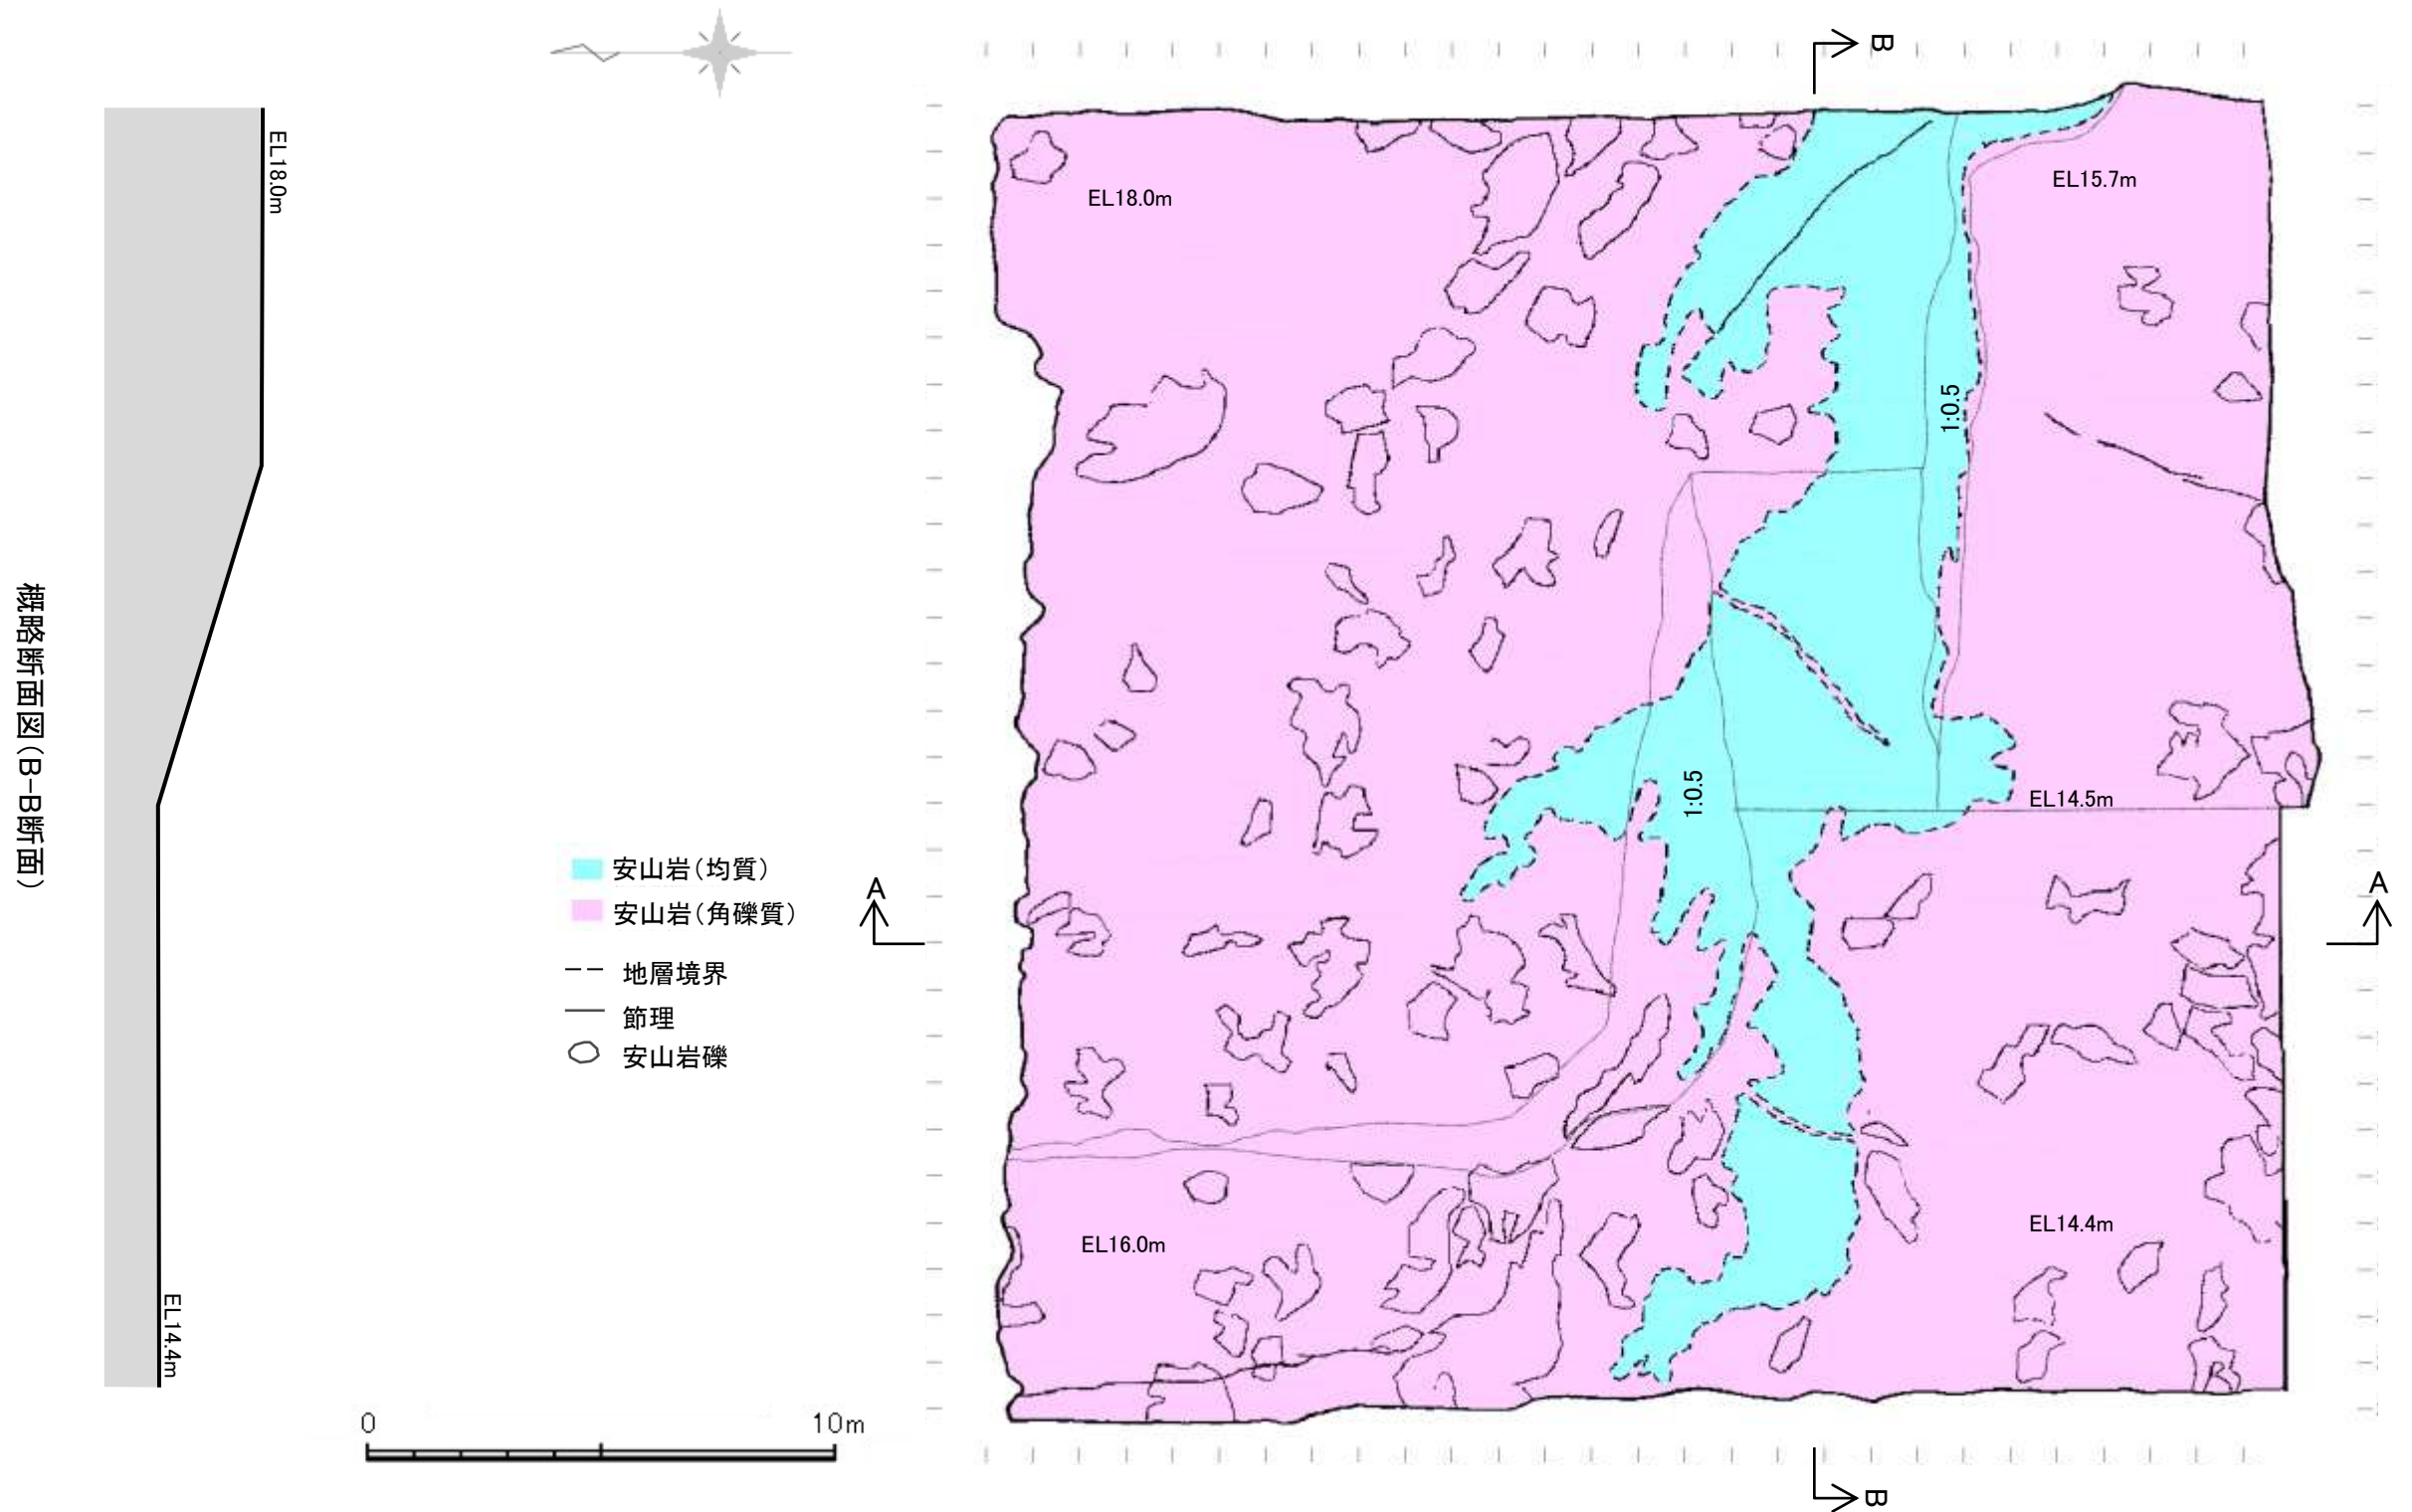 B
EL18.0m
EL18.0m
EL15.7m
1:0.5
概略断面図(B-B断面)
1:0.5
EL14.5m
安山岩(均質)
安山岩(角礫質)
地層境界
節理
安山岩礫
A
A
EL16.0m
EL14.4m
EL14.4m
0
10m
B